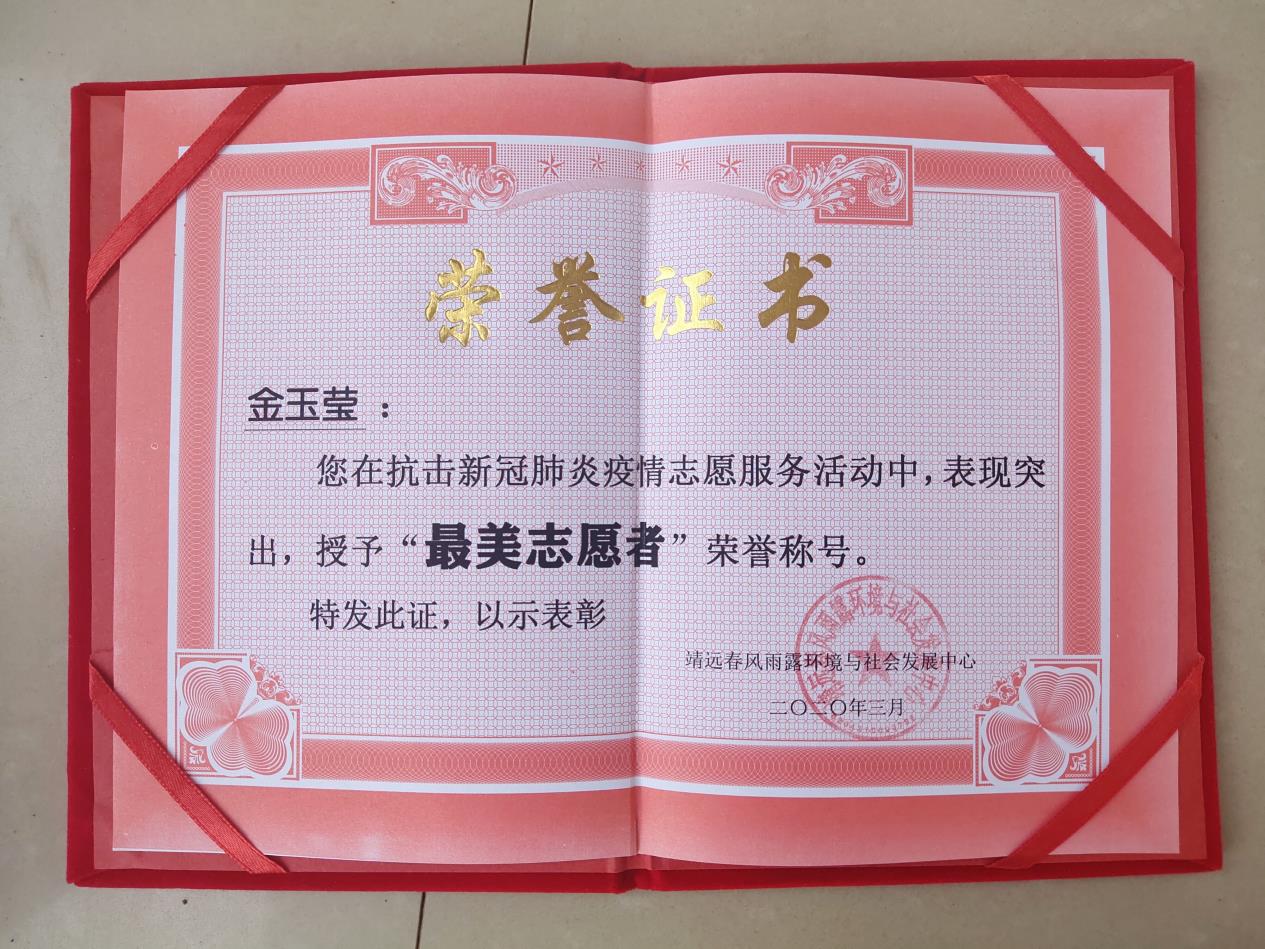 荣誉证书
金玉莹：
您在抗击新冠肺炎疫情志愿服务活动中，表现突
出，授予“最美志愿者”荣誉称号。
特发此证，以示表彰
靖远春风雨露环境与社会发展中心
二〇二〇年三月